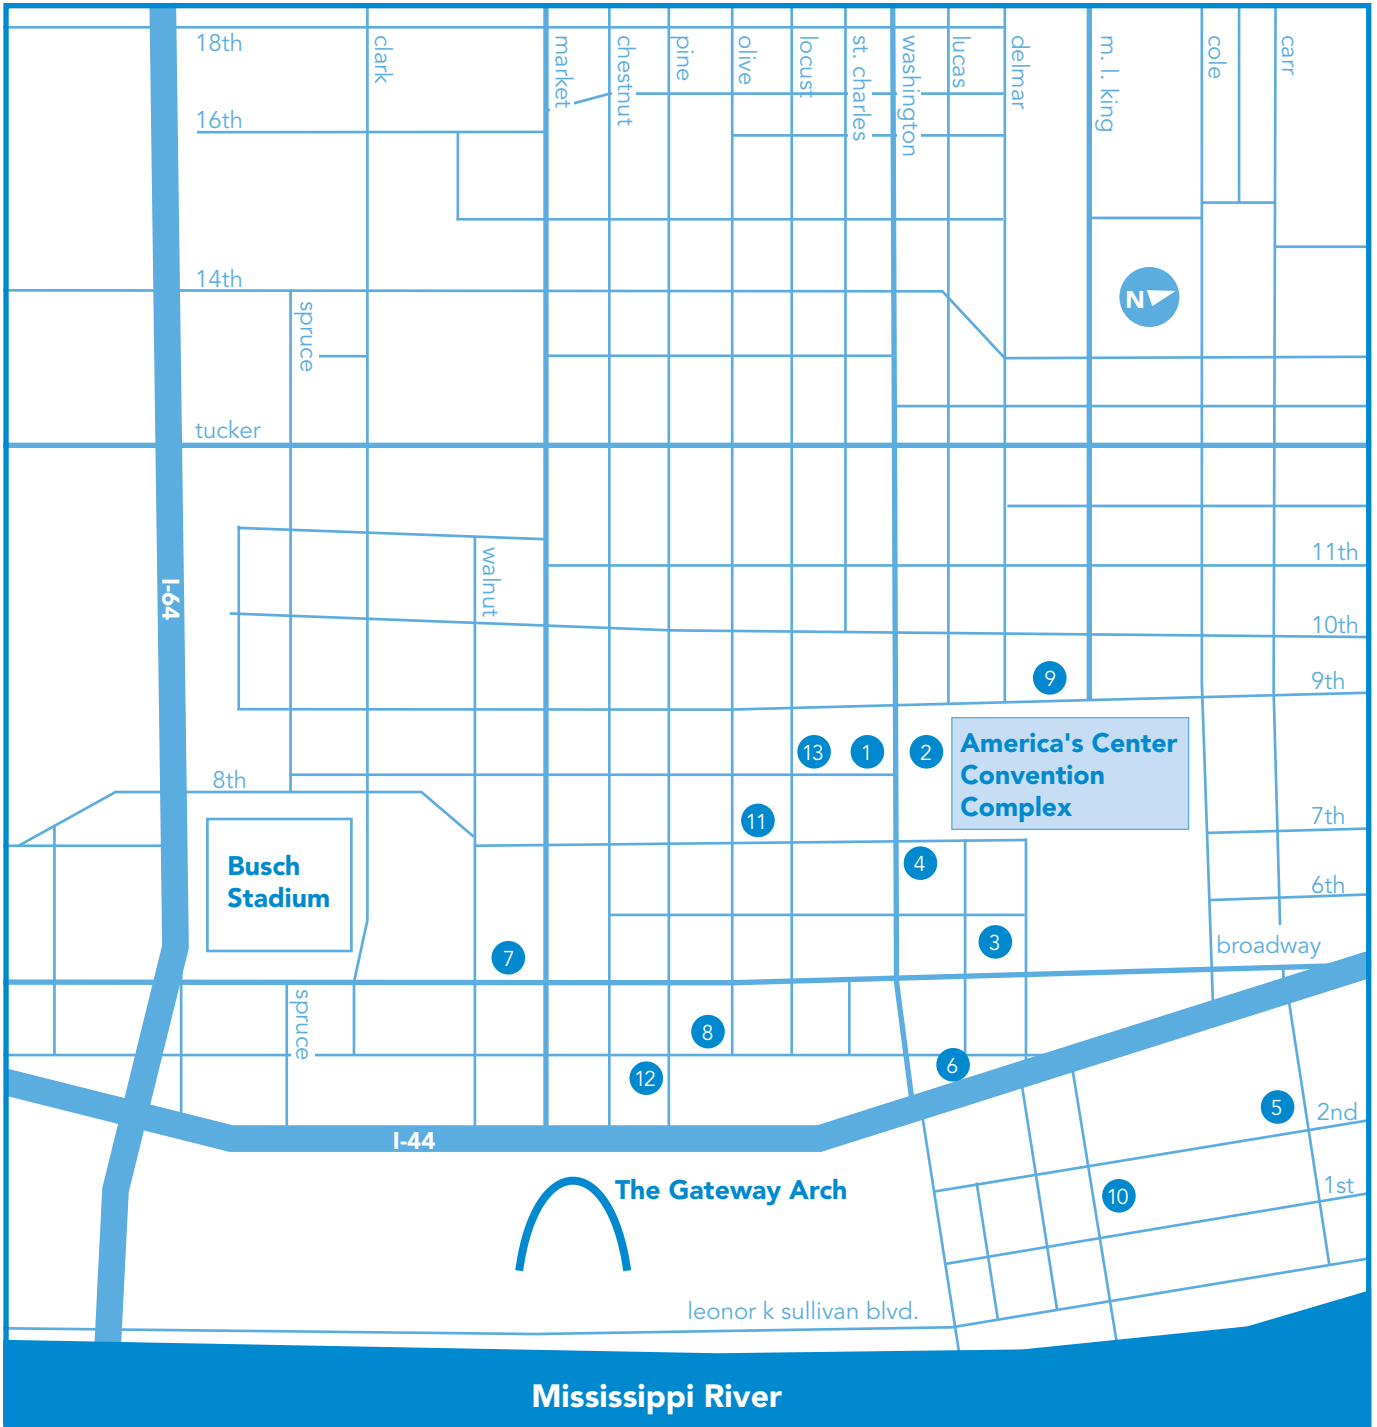 18th
clark
market
chestnut
pine
olive
locust
st. charles
washington
lucas
delmar
m. l. king
cole
carr
16th
14th
N
spruce
tucker
walnut
11th
I-64
10th
9th
9
13
1
2
America's Center
Convention
Complex
8th
11
7th
4
Busch
Stadium
6th
3
broadway
7
spruce
8
6
12
5
2nd
I-44
The Gateway Arch
10
1st
leonor k sullivan blvd.
Mississippi River